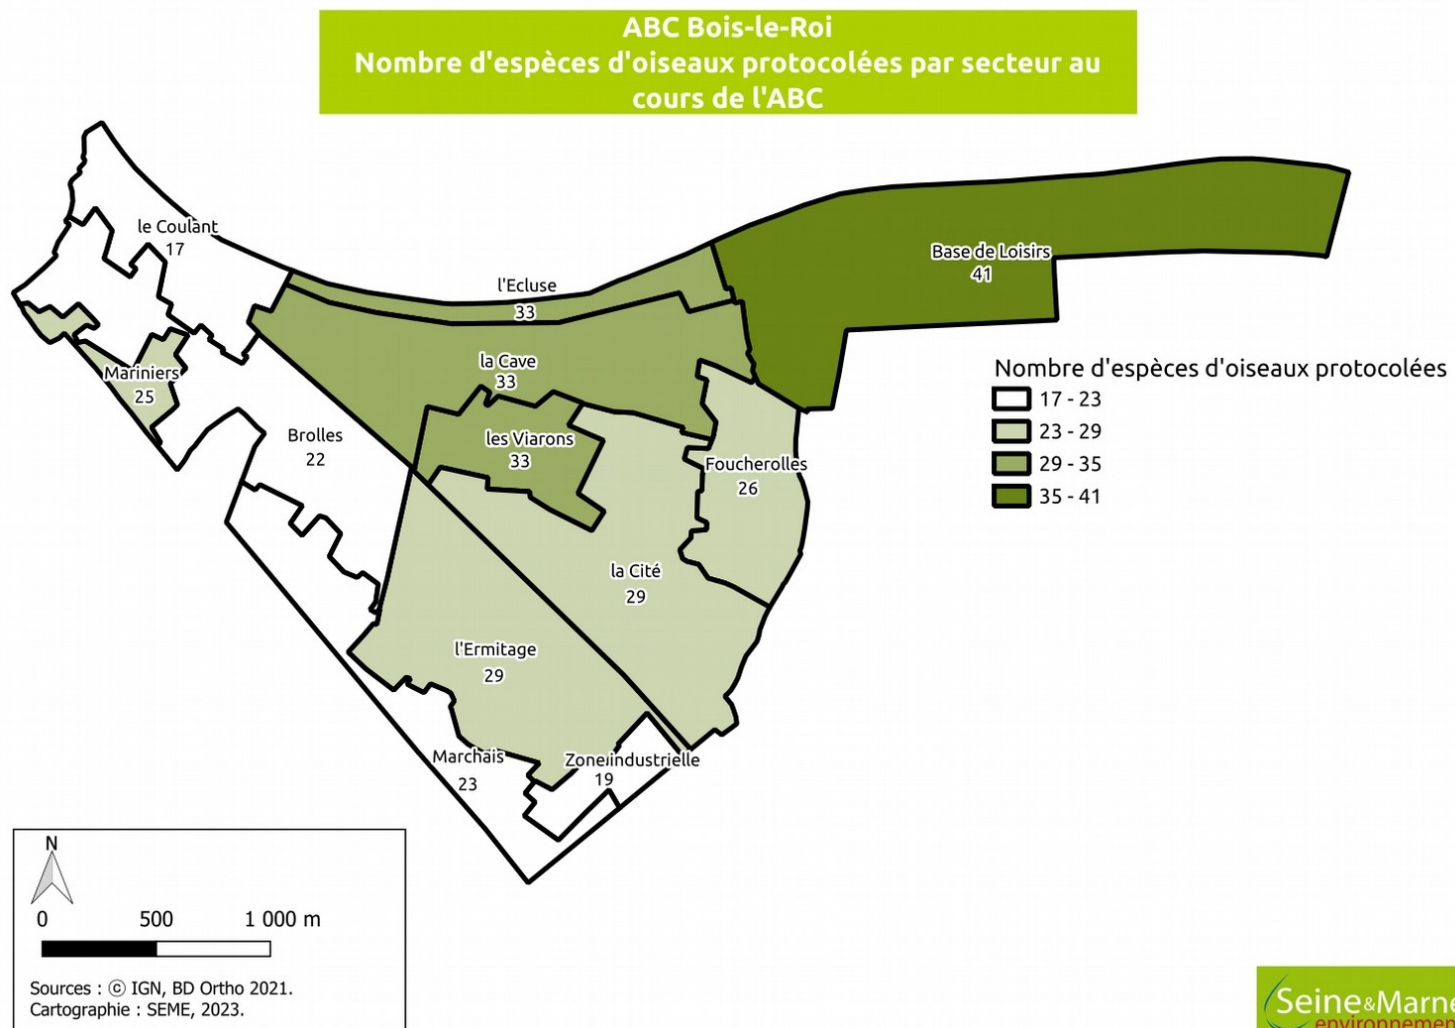 ABC Bois-le-Roi
Nombre d'espèces d'oiseaux protocolées par secteur au
cours de l'ABC
le Coulant
17
Base de Loisirs
41
l'Ecluse
33
la Cave
33
Mariniers
25
Brolles
22
les Viarons
33
Foucherolles
26
la Cité
29
l'Ermitage
29
Marchais
23
Zone industrielle
19
Nombre d'espèces d'oiseaux protocolées
17 - 23
23 - 29
29 - 35
35 - 41
N
0 500 1 000 m
Sources : © IGN, BD Ortho 2021.
Cartographie : SEME, 2023.
Seine&Marne
environnement